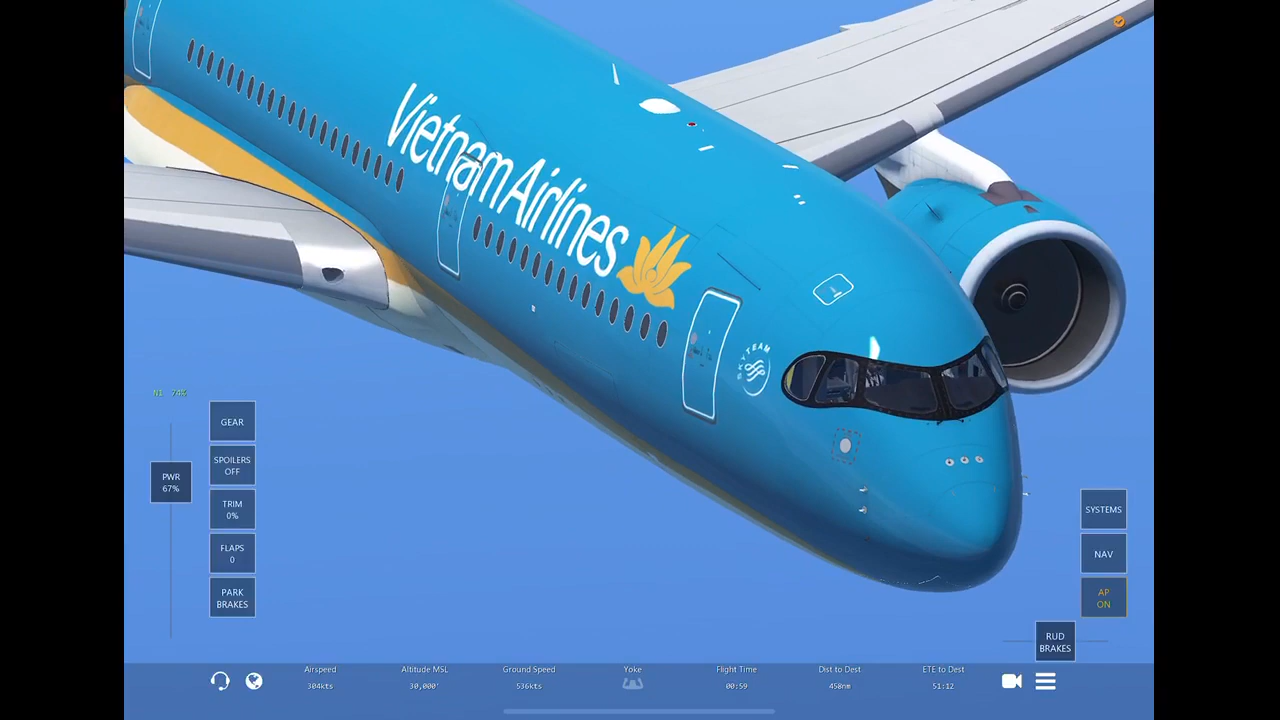 Vietnam Airlines
SKYTEAM
N1 74%
GEAR
SPOILERS
OFF
PWR
67%
TRIM
0%
FLAPS
0
PARK
BRAKES
SYSTEMS
NAV
AP
ON
RUD
BRAKES
Airspeed Altitude MSL Ground Speed Yoke Flight Time Dist to Dest ETE to Dest
304kts 30,000' 536kts 00:59 458nm 51:12